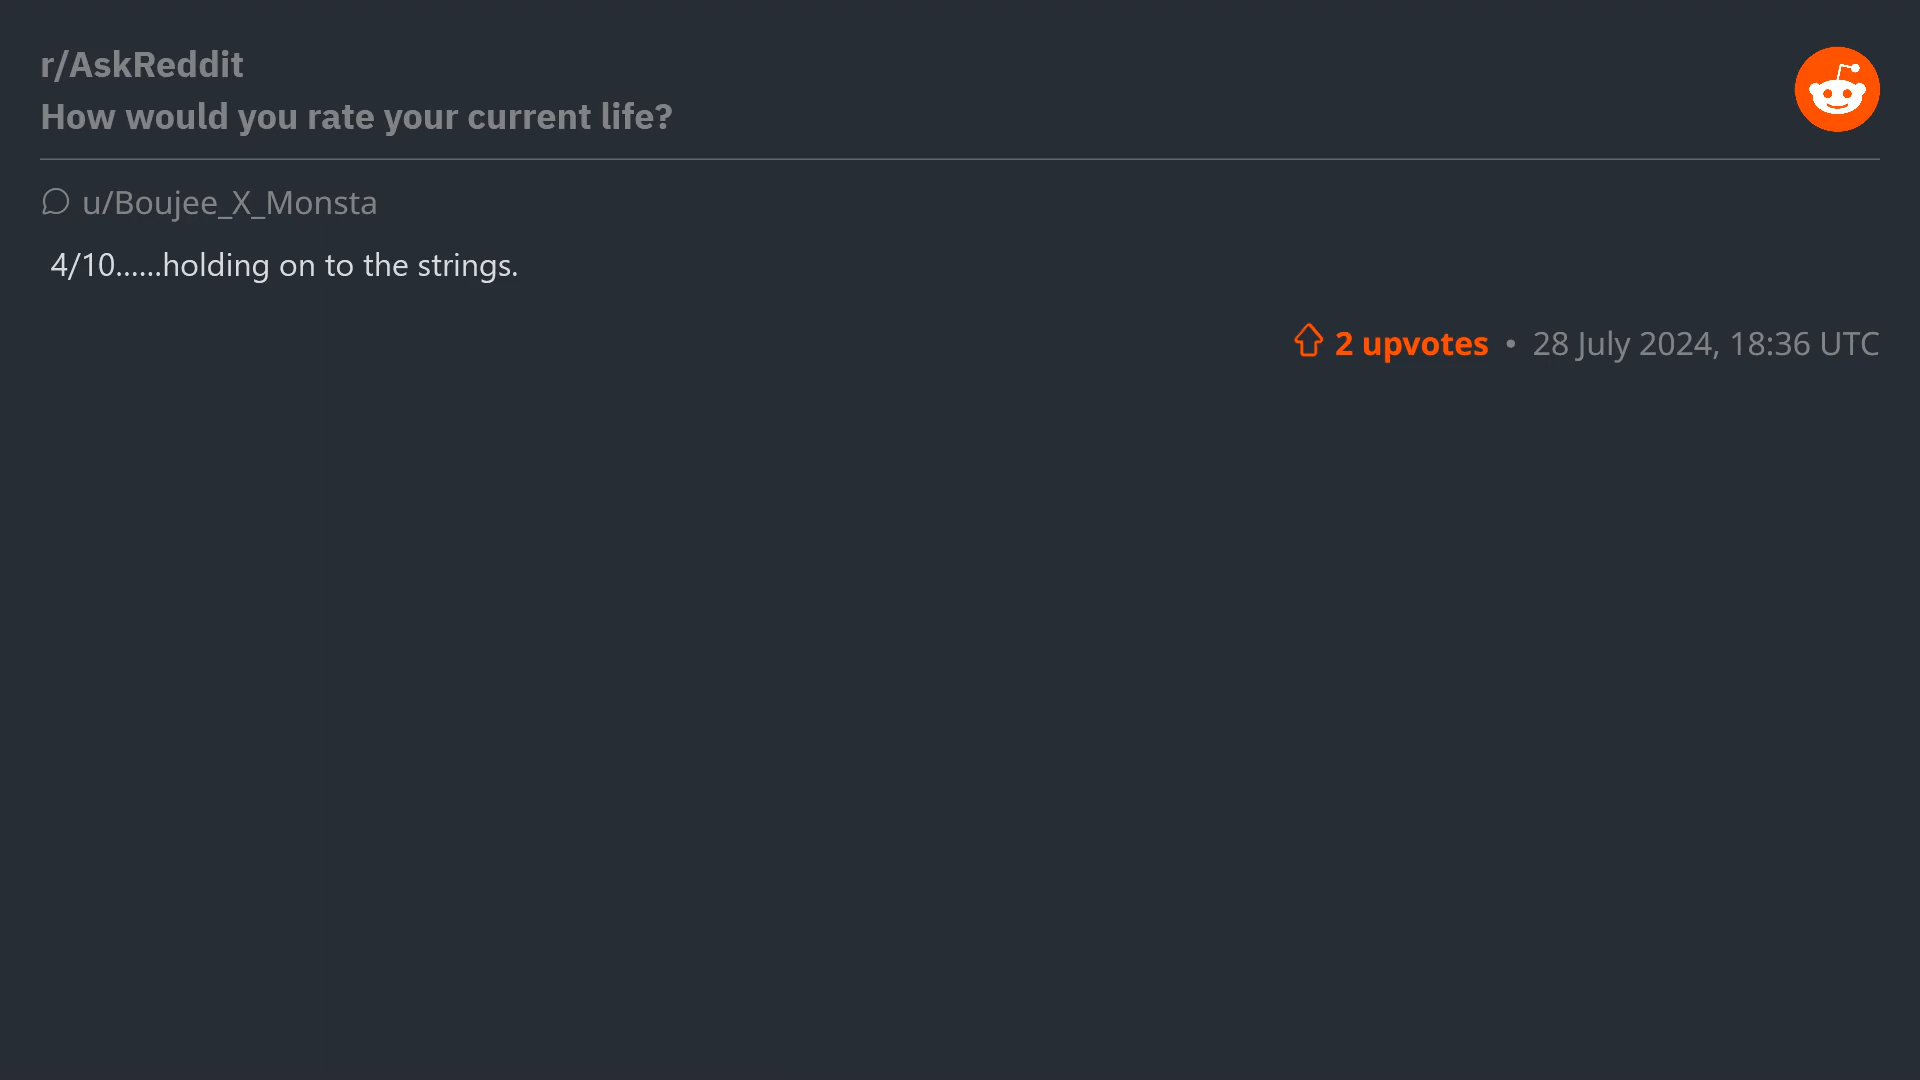 r/AskReddit
How would you rate your current life?
u/Boujee_X_Monsta
4/10......holding on to the strings.
2 upvotes • 28 July 2024, 18:36 UTC